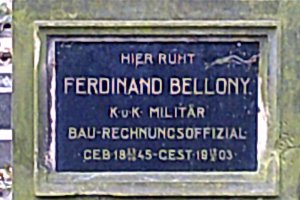 HIER RUHT
FERDINAND BELLONY.
K.u.K. MILITÄR
BAU-RECHNUNGSOFFIZIAL
GEB 18 45-GEST 19 03